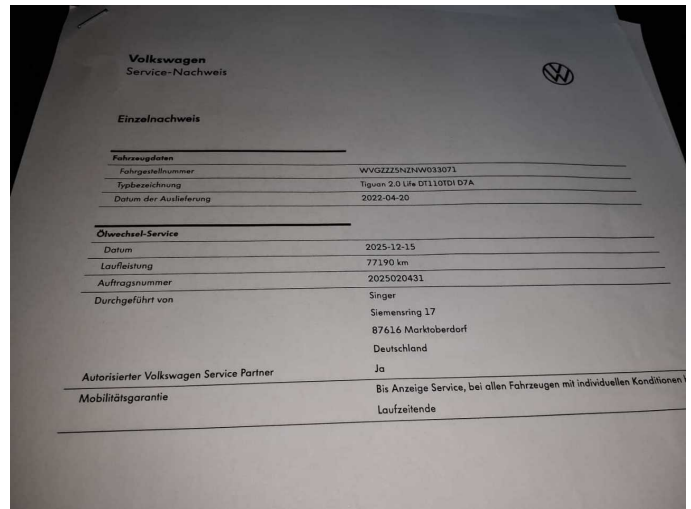 Volkswagen
Service-Nachweis
Einzelnachweis
Fahrzeugdaten
Fahrgestellnummer WVGZZZ5NZNW033071
Typbezeichnung Tiguan 2.0 Life DT110TDI D7A
Datum der Auslieferung 2022-04-20
Ölwechsel-Service
Datum 2025-12-15
Laufleistung 77190 km
Auftragsnummer 2025020431
Durchgeführt von Singer
Siemensring 17
87616 Marktoberdorf
Deutschland
Autorisierter Volkswagen Service Partner Ja
Mobilitätsgarantie Bis Anzeige Service, bei allen Fahrzeugen mit individuellen Konditionen
Laufzeitende